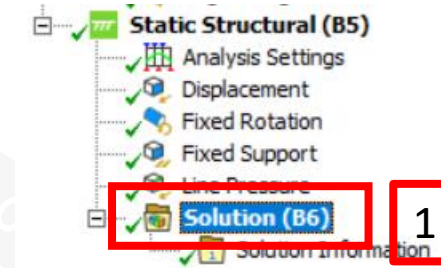 Static Structural (B5)
Analysis Settings
Displacement
Fixed Rotation
Fixed Support
Line Pressure
Solution (B6)
1
Solution Information